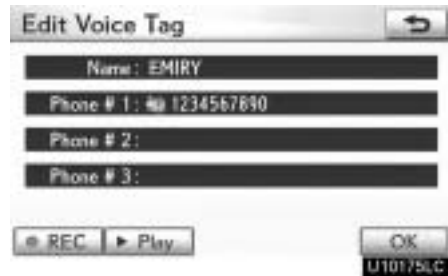 Edit Voice Tag
Name: EMIRY
Phone # 1: 1234567890
Phone # 2:
Phone # 3:
REC Play OK
U10175LC